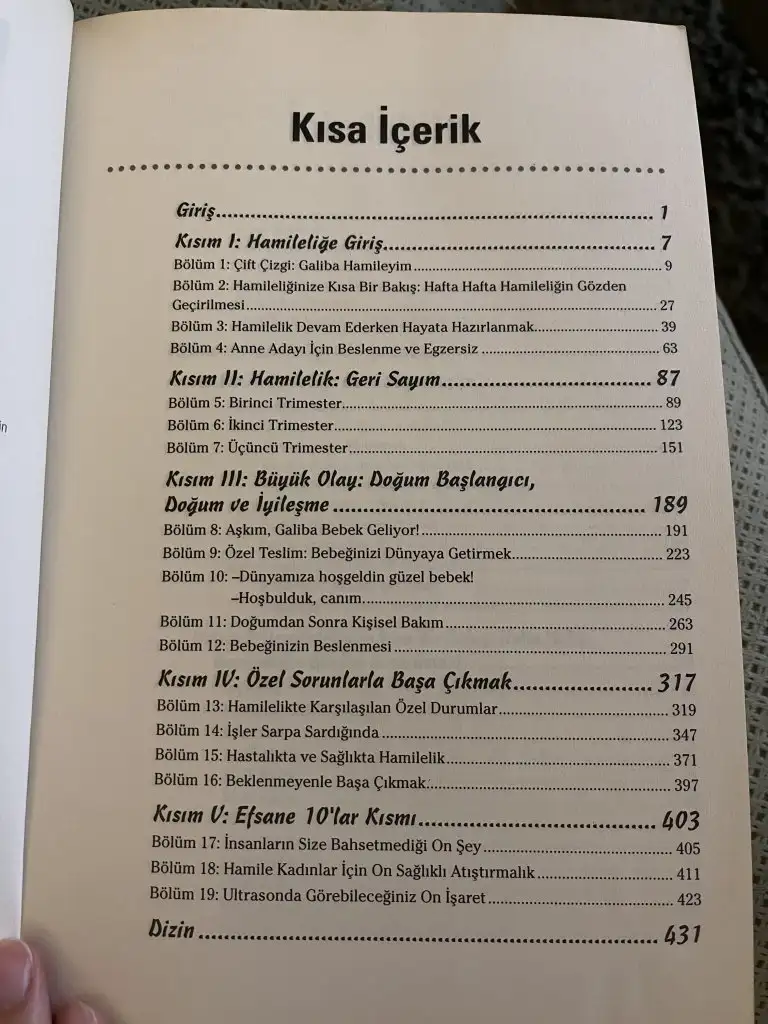 Kısa İçerik
Giriş 1
Kısım I: Hamileliğe Giriş 7
Bölüm 1: Çift Çizgi: Galiba Hamileyim 9
Bölüm 2: Hamileliğinize Kısa Bir Bakış: Hafta Hafta Hamileliğin Gözden
Geçirilmesi 27
Bölüm 3: Hamilelik Devam Ederken Hayata Hazırlanmak 39
Bölüm 4: Anne Adayı İçin Beslenme ve Egzersiz 63
Kısım II: Hamilelik: Geri Sayım 87
Bölüm 5: Birinci Trimester 89
Bölüm 6: İkinci Trimester 123
Bölüm 7: Üçüncü Trimester 151
Kısım III: Büyük Olay: Doğum Başlangıcı,
Doğum ve İyileşme 189
Bölüm 8: Aşkım, Galiba Bebek Geliyor! 191
Bölüm 9: Özel Teslim: Bebeğinizi Dünyaya Getirmek 223
Bölüm 10: –Dünyamıza hoşgeldin güzel bebek!
–Hoşbulduk, canım 245
Bölüm 11: Doğumdan Sonra Kişisel Bakım 263
Bölüm 12: Bebeğinizin Beslenmesi 291
Kısım IV: Özel Sorunlarla Başa Çıkmak 317
Bölüm 13: Hamilelikte Karşılaşılan Özel Durumlar 319
Bölüm 14: İşler Sarpa Sardığında 347
Bölüm 15: Hastalıkta ve Sağlıkta Hamilelik 371
Bölüm 16: Beklenmeyenle Başa Çıkmak 397
Kısım V: Efsane 10'lar Kısmı 403
Bölüm 17: İnsanların Size Bahsetmediği On Şey 405
Bölüm 18: Hamile Kadınlar İçin On Sağlıklı Atıştırmalık 411
Bölüm 19: Ultrasonda Görebileceğiniz On İşaret 423
Dizin 431